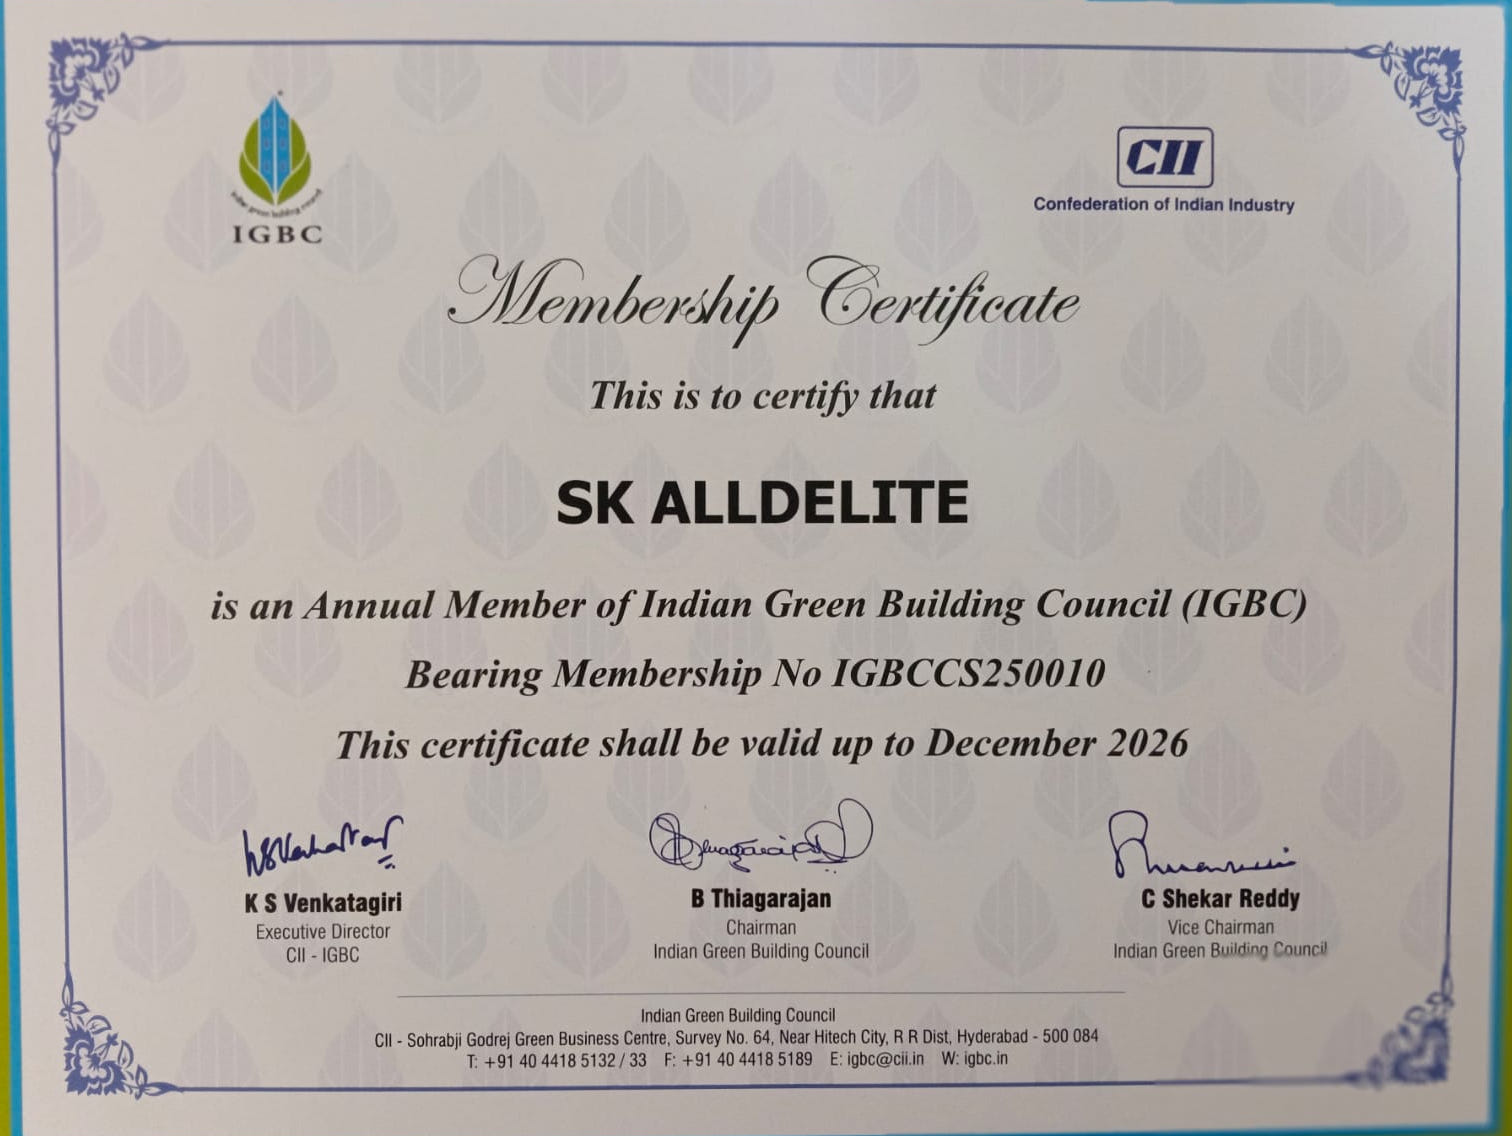 indian green building council
IGBC
CII
Confederation of Indian Industry
Membership Certificate
This is to certify that
SK ALLDELITE
is an Annual Member of Indian Green Building Council (IGBC)
Bearing Membership No IGBCCS250010
This certificate shall be valid up to December 2026
K S Venkatagiri
Executive Director
CII - IGBC
B Thiagarajan
Chairman
Indian Green Building Council
C Shekar Reddy
Vice Chairman
Indian Green Building Council
Indian Green Building Council
CII - Sohrabji Godrej Green Business Centre, Survey No. 64, Near Hitech City, R R Dist, Hyderabad - 500 084
T: +91 40 4418 5132 / 33 F: +91 40 4418 5189 E: igbc@cii.in W: igbc.in